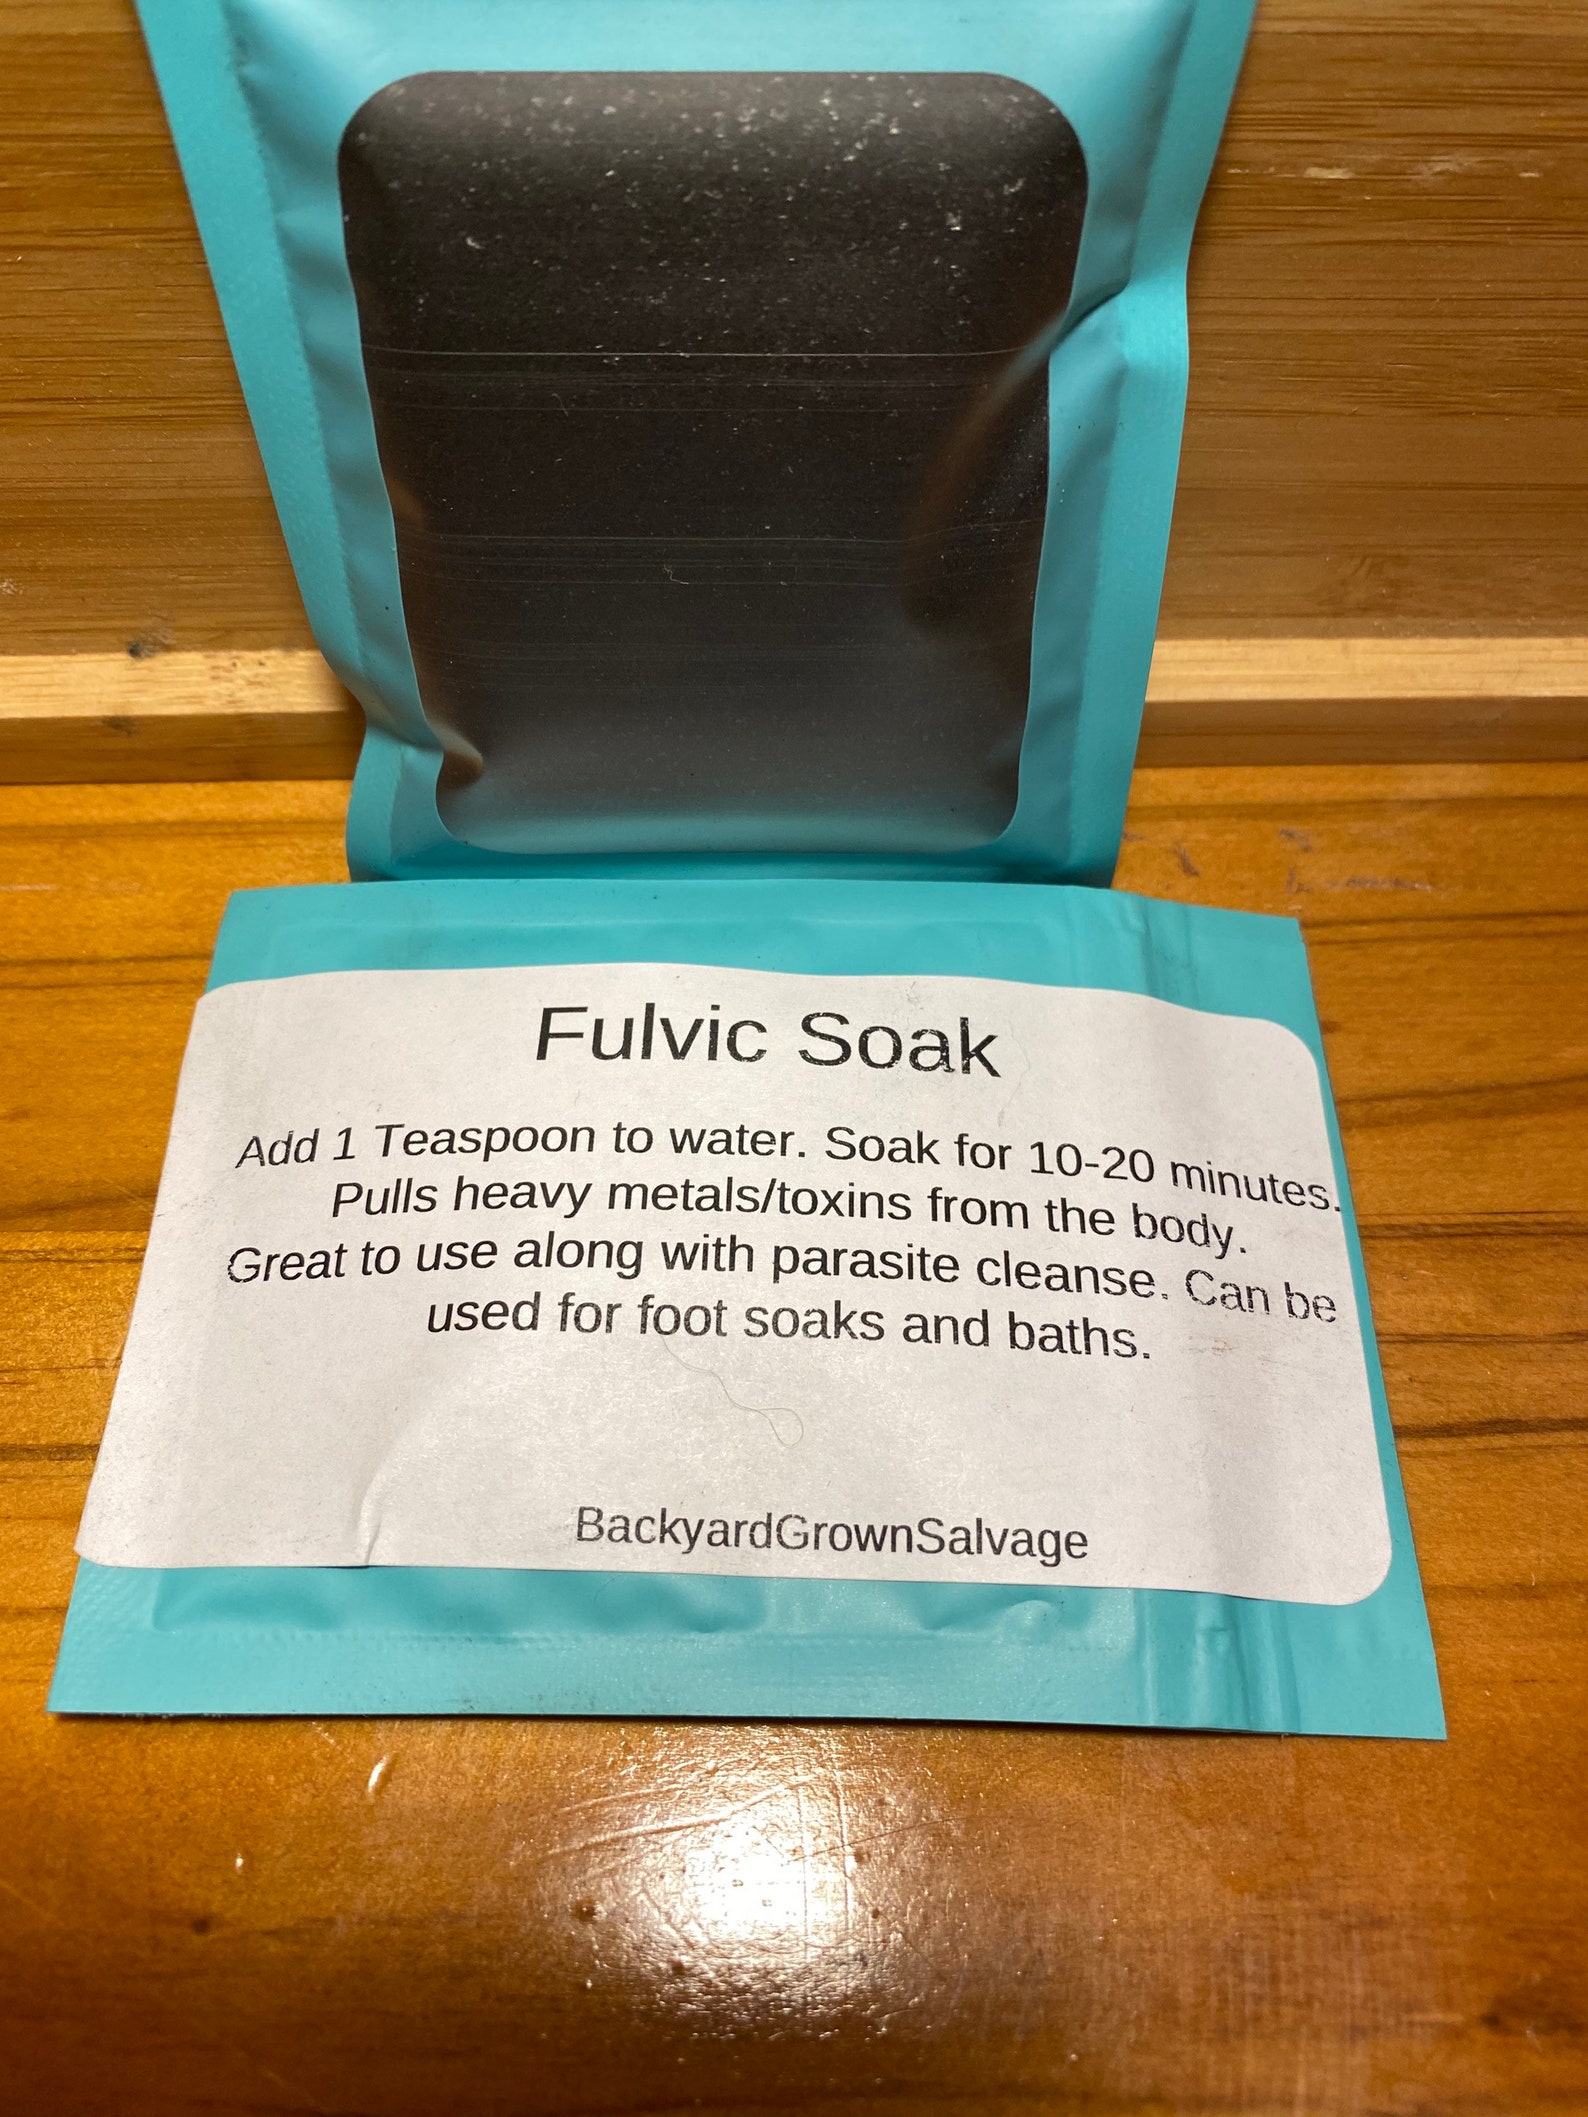 Fulvic Soak
Add 1 Teaspoon to water. Soak for 10-20 minutes.
Pulls heavy metals/toxins from the body.
Great to use along with parasite cleanse. Can be
used for foot soaks and baths.
BackyardGrownSalvage